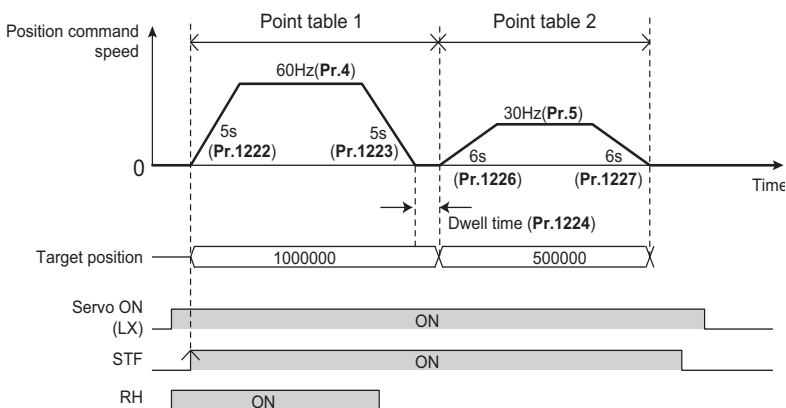 Point table 1
Point table 2
Position command
speed
60Hz(Pr.4)
30Hz(Pr.5)
5s
(Pr.1222)
5s
(Pr.1223)
6s
(Pr.1226)
6s
(Pr.1227)
0
Time
Dwell time (Pr.1224)
Target position
1000000
500000
Servo ON
(LX)
ON
STF
ON
RH
ON